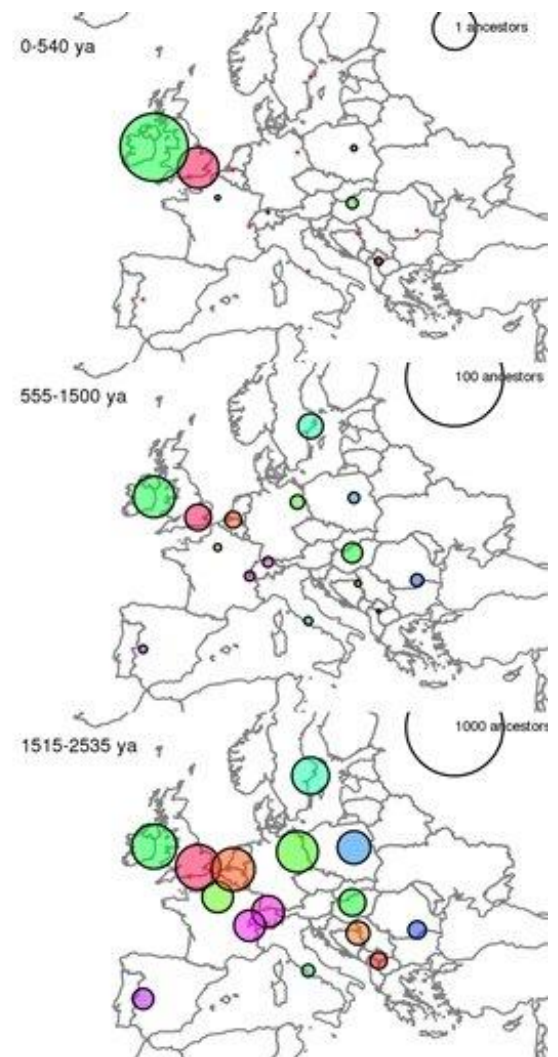 0-540 ya
1 ancestors
555-1500 ya
100 ancestors
1515-2535 ya
1000 ancestors